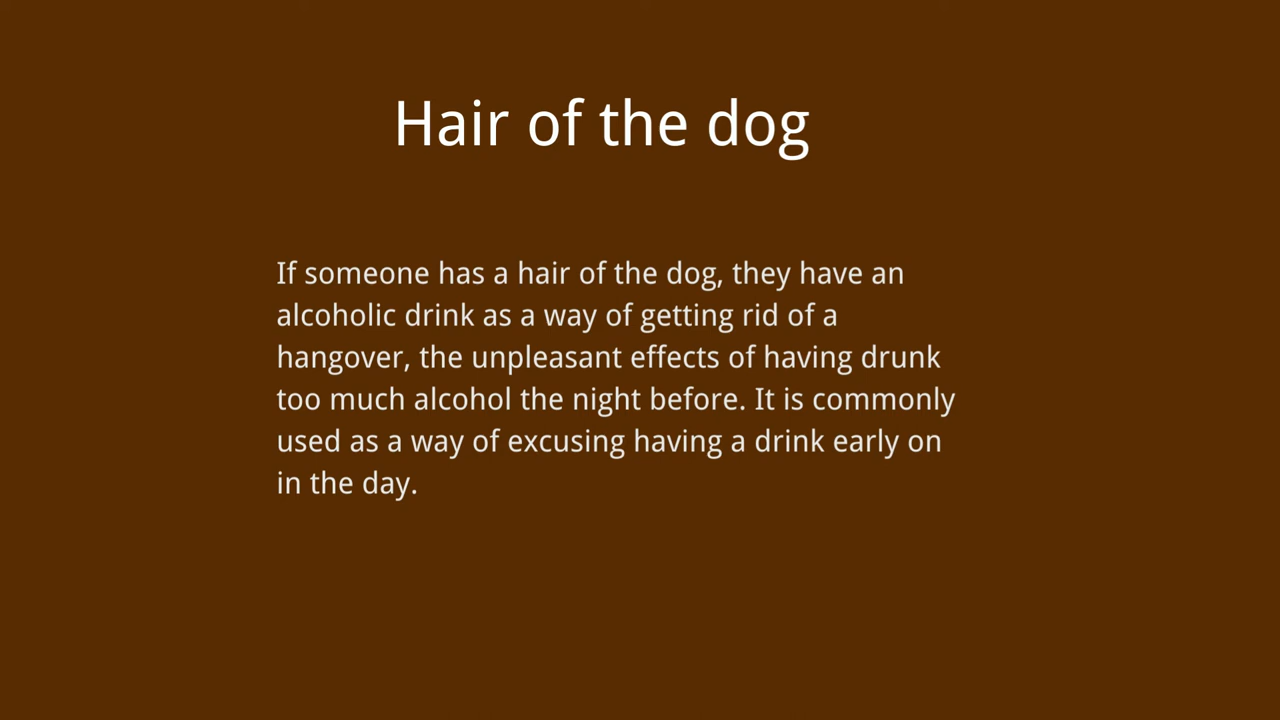 Hair of the dog
If someone has a hair of the dog, they have an
alcoholic drink as a way of getting rid of a
hangover, the unpleasant effects of having drunk
too much alcohol the night before. It is commonly
used as a way of excusing having a drink early on
in the day.